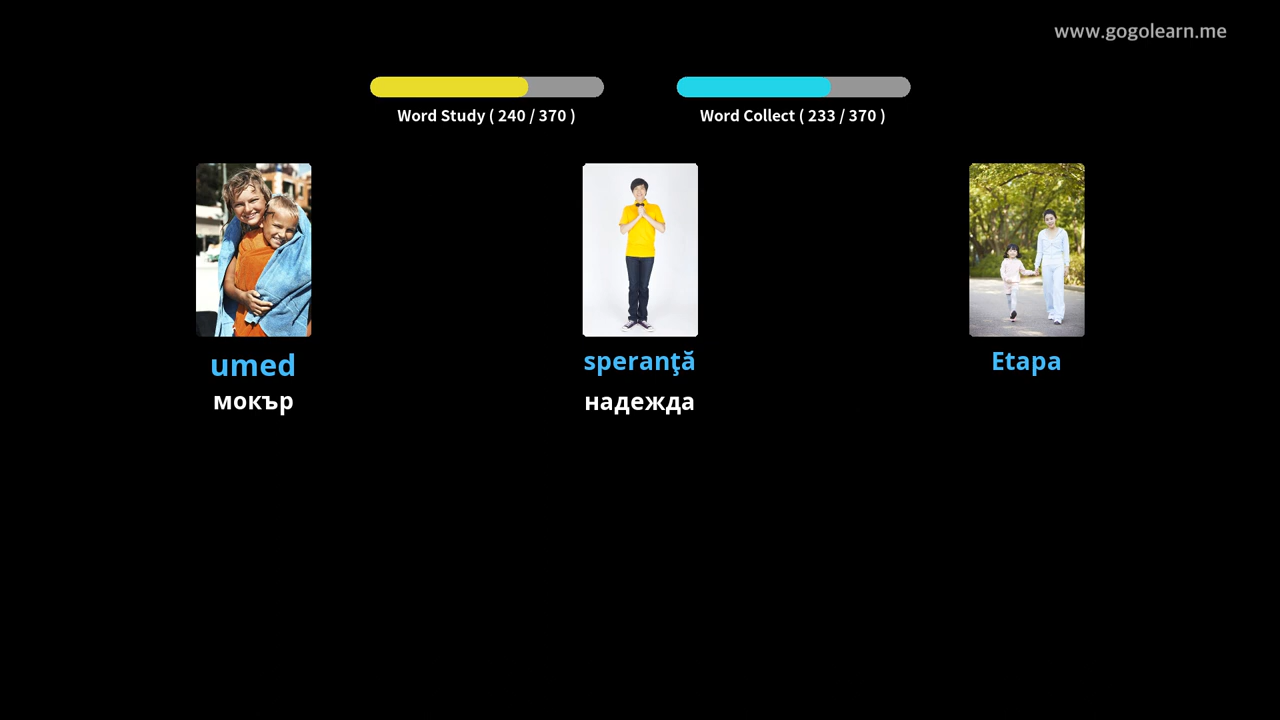 www.gogolearn.me
Word Study ( 240 / 370 )
Word Collect ( 233 / 370 )
umed
мокър
speranţă
надежда
Etapa